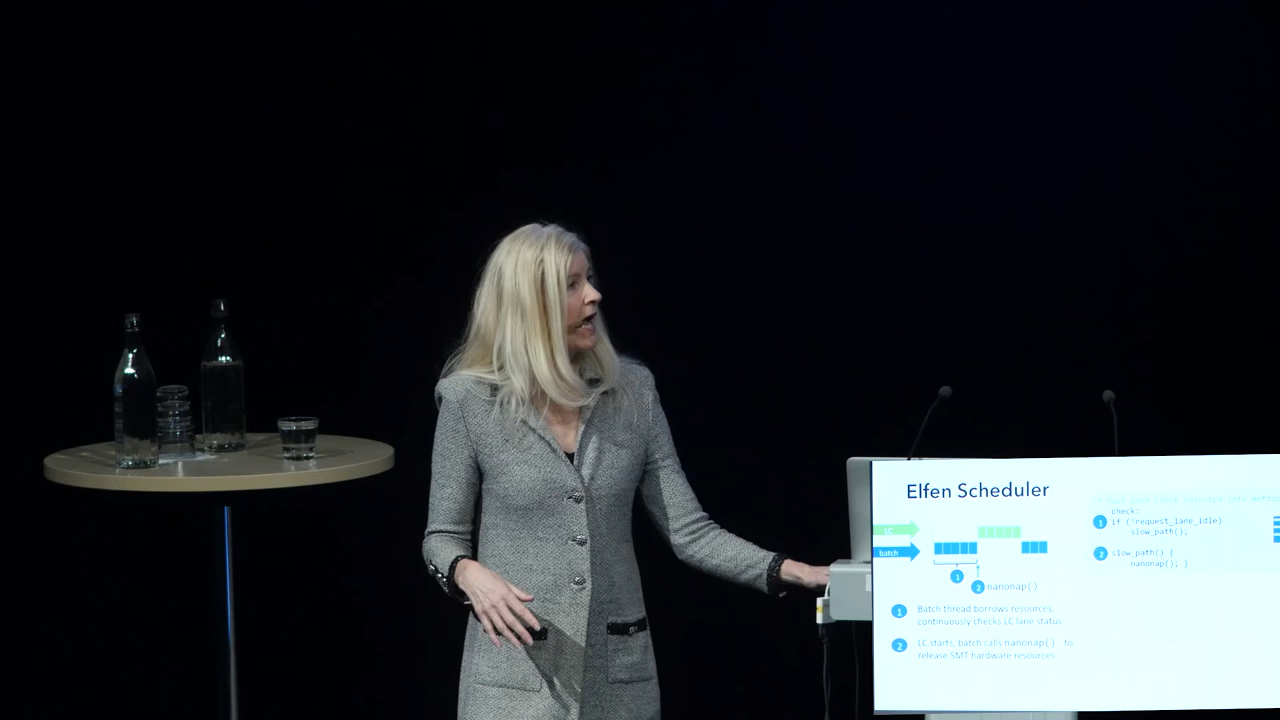 Elfen Scheduler
LC
batch
1
2 nanonap()
1 Batch thread borrows resources,
continuously checks LC lane status
2 LC starts, batch calls nanonap() to
release SMT hardware resources
check:
1 if (!request_lane_idle)
slow_path();
2 slow_path() {
nanonap(); }